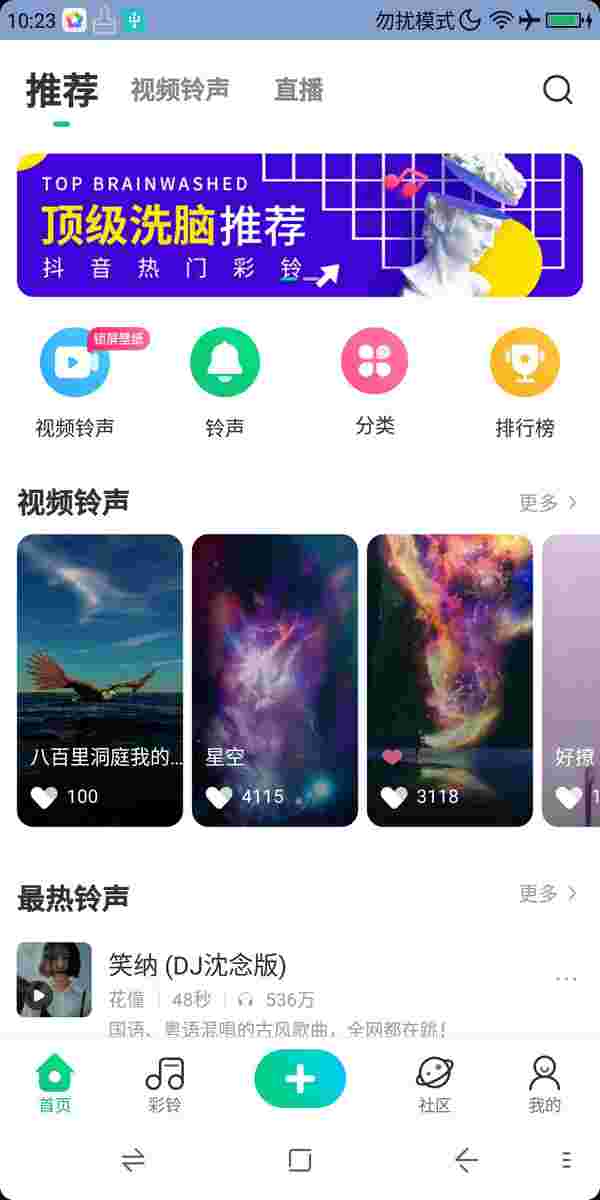 10:23
勿扰模式
推荐 视频铃声 直播
TOP BRAINWASHED
顶级洗脑推荐
抖音热门彩铃
锁屏壁纸
视频铃声 铃声 分类 排行榜
视频铃声 更多
八百里洞庭我的... 星空 好撩
100 4115 3118 1
最热铃声 更多
笑纳 (DJ沈念版)
花僮 48秒 536万
国语、粤语混唱的古风歌曲，全网都在跳！
首页 彩铃 社区 我的